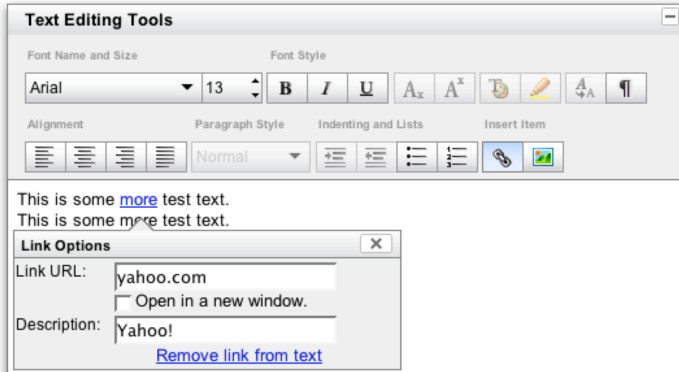 Text Editing Tools
Font Name and Size Font Style
Arial 13 B I U Ax A^x A A ¶
Alignment Paragraph Style Indenting and Lists Insert Item
Normal
This is some more test text.
This is some more test text.
Link Options
Link URL: yahoo.com
Open in a new window.
Description: Yahoo!
Remove link from text